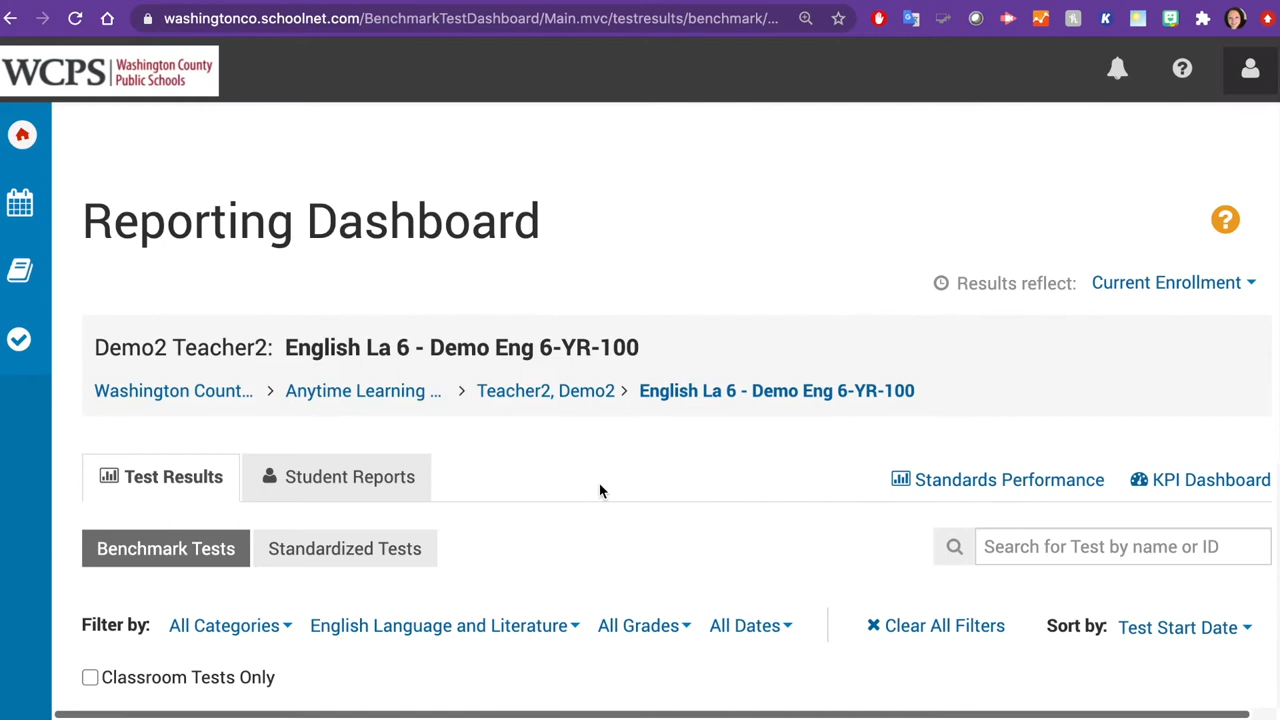 washingtonco.schoolnet.com/BenchmarkTestDashboard/Main.mvc/testresults/benchmark/...
WCPS Washington County
Public Schools
Reporting Dashboard
?
Results reflect: Current Enrollment
Demo2 Teacher2: English La 6 - Demo Eng 6-YR-100
Washington Count... > Anytime Learning ... > Teacher2, Demo2 > English La 6 - Demo Eng 6-YR-100
Test Results Student Reports Standards Performance KPI Dashboard
Benchmark Tests Standardized Tests Search for Test by name or ID
Filter by: All Categories English Language and Literature All Grades All Dates Clear All Filters Sort by: Test Start Date
Classroom Tests Only